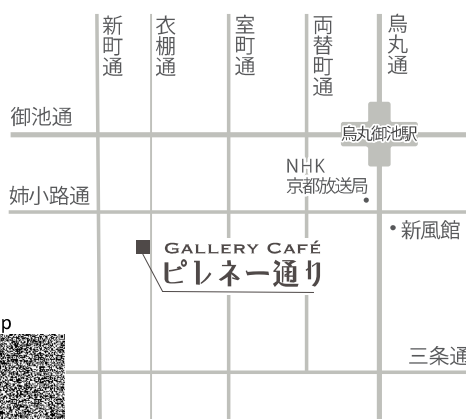 新町通
衣棚通
室町通
両替町通
烏丸通
御池通
烏丸御池駅
NHK
京都放送局
姉小路通
新風館
GALLERY CAFÉ
ピレネー通り
p
三条通